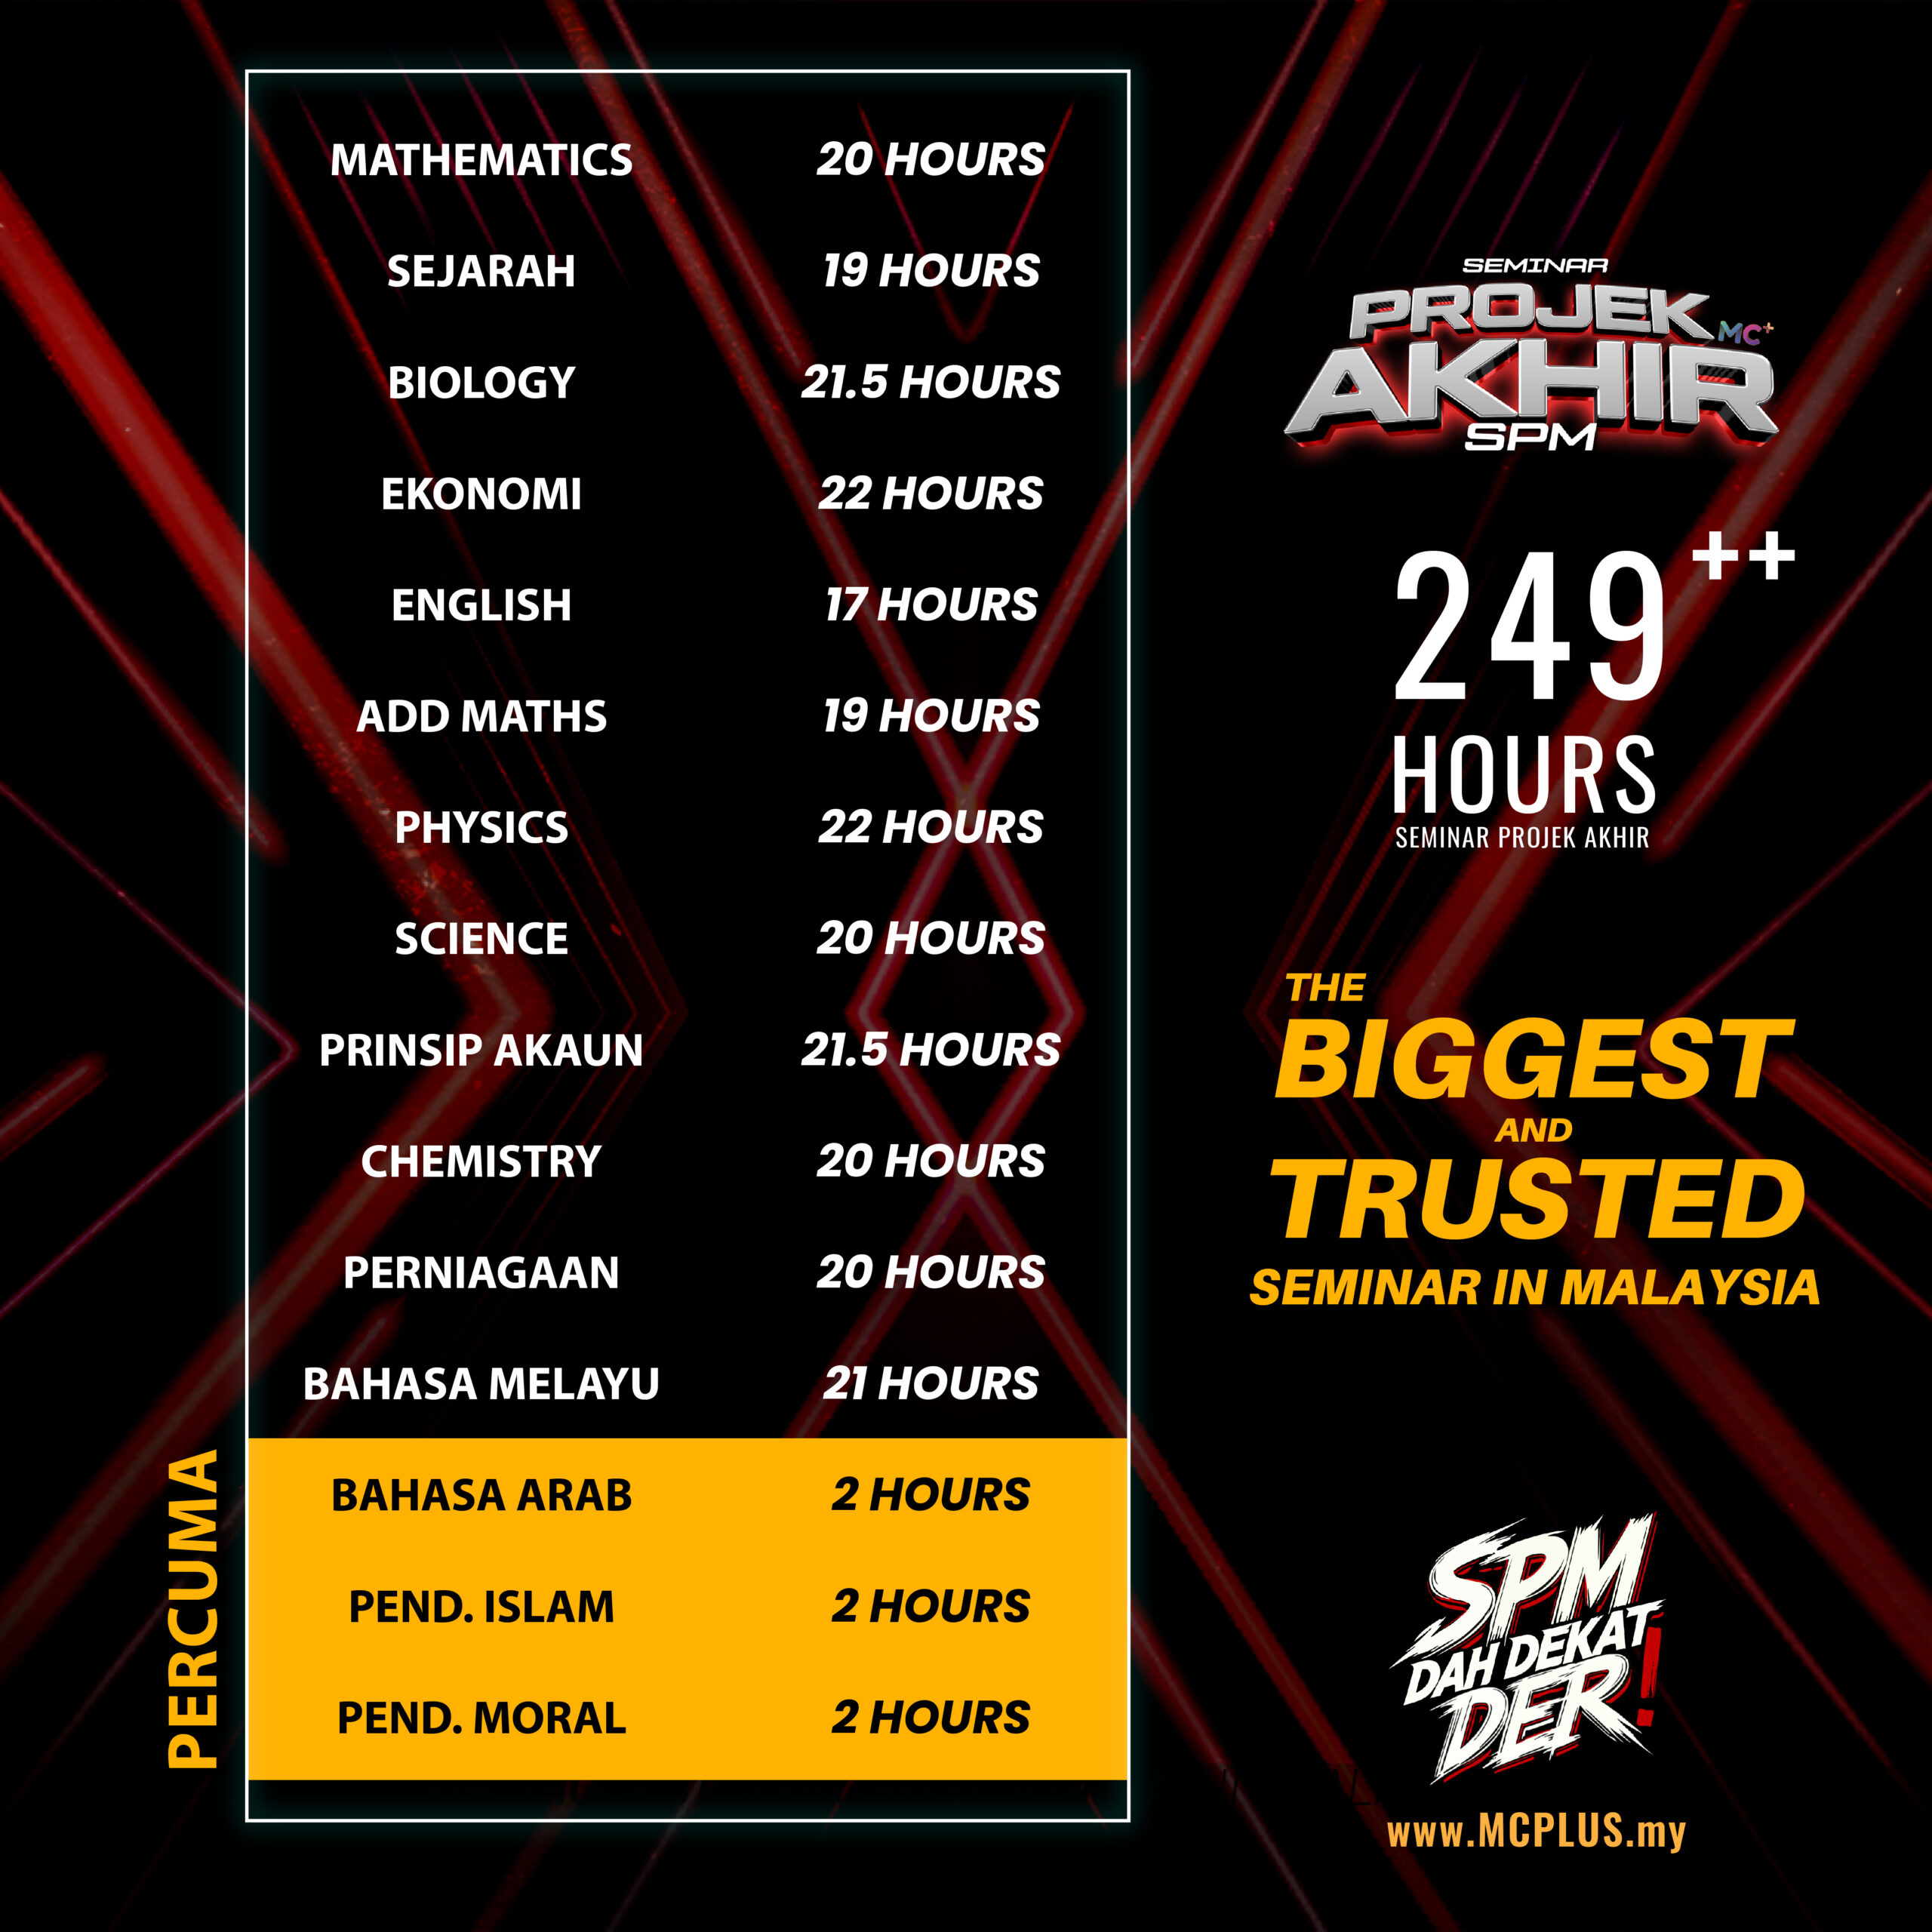 MATHEMATICS 20 HOURS
SEJARAH 19 HOURS
BIOLOGY 21.5 HOURS
EKONOMI 22 HOURS
ENGLISH 17 HOURS
ADD MATHS 19 HOURS
PHYSICS 22 HOURS
SCIENCE 20 HOURS
PRINSIP AKAUN 21.5 HOURS
CHEMISTRY 20 HOURS
PERNIAGAAN 20 HOURS
BAHASA MELAYU 21 HOURS
PERCUMA
BAHASA ARAB 2 HOURS
PEND. ISLAM 2 HOURS
PEND. MORAL 2 HOURS
SEMINAR
PROJEK MC+
AKHIR
SPM
249++
HOURS
SEMINAR PROJEK AKHIR
THE
BIGGEST
AND
TRUSTED
SEMINAR IN MALAYSIA
SPM
DAH DEKAT
DER!
www.MCPLUS.my